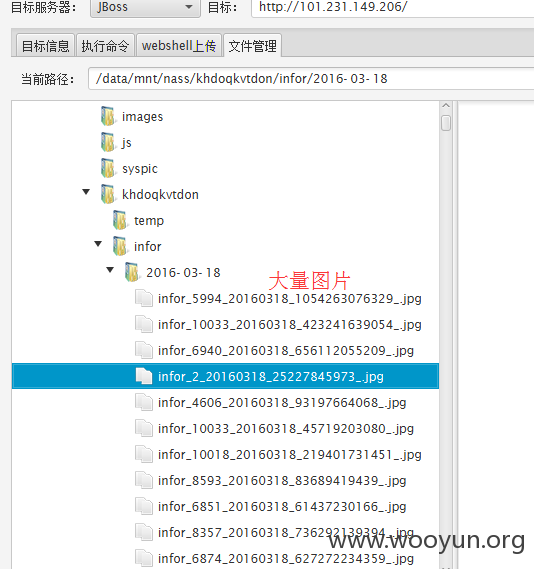 目标服务器： JBoss 目标： http://101.231.149.206/
目标信息 执行命令 webshell上传 文件管理
当前路径： /data/mnt/nass/khdoqkvtdon/infor/2016-03-18
images
js
syspic
khdoqkvtdon
temp
infor
2016-03-18
大量图片
infor_5994_20160318_1054263076329_.jpg
infor_10033_20160318_423241639054_.jpg
infor_6940_20160318_656112055209_.jpg
infor_2_20160318_25227845973_.jpg
infor_4606_20160318_93197664068_.jpg
infor_10033_20160318_45719203080_.jpg
infor_10018_20160318_219401731451_.jpg
infor_8593_20160318_83689419439_.jpg
infor_6851_20160318_61437230166_.jpg
infor_8357_20160318_736292139394_.jpg
www.wooyun.org
infor_6874_20160318_627272234359_.jpg